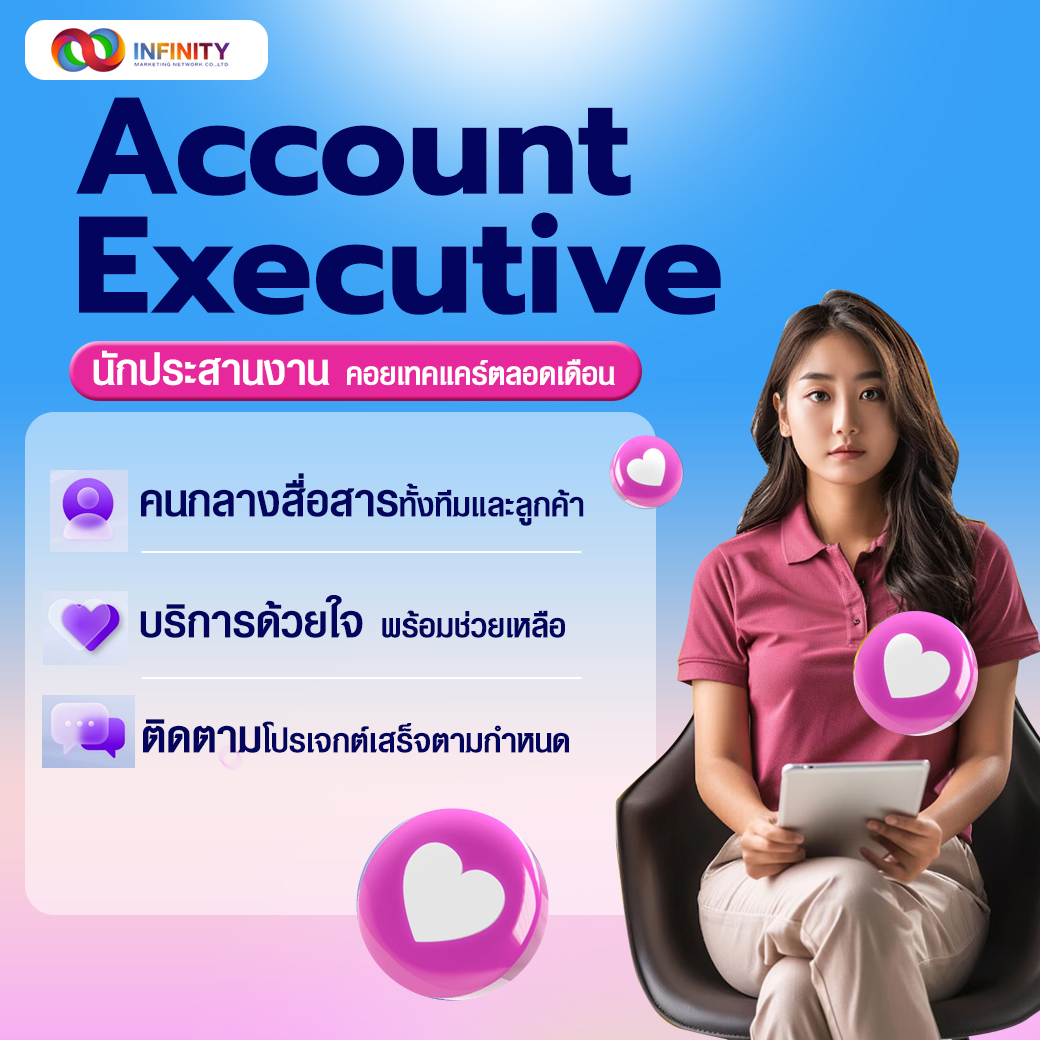 INFINITY
MARKETING NETWORK CO.,LTD
Account
Executive
นักประสานงาน คอยเทคแคร์ตลอดเดือน
คนกลางสื่อสารทั้งทีมและลูกค้า
บริการด้วยใจ พร้อมช่วยเหลือ
ติดตามโปรเจกต์เสร็จตามกำหนด